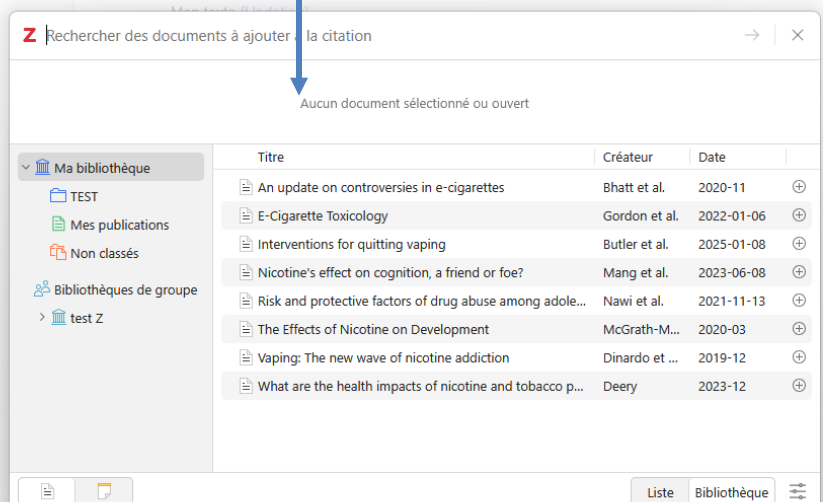 Z Rechercher des documents à ajouter à la citation
Aucun document sélectionné ou ouvert
Titre Créateur Date
Ma bibliothèque
TEST
Mes publications
Non classés
Bibliothèques de groupe
test Z
An update on controversies in e-cigarettes Bhatt et al. 2020-11
E-Cigarette Toxicology Gordon et al. 2022-01-06
Interventions for quitting vaping Butler et al. 2025-01-08
Nicotine's effect on cognition, a friend or foe? Mang et al. 2023-06-08
Risk and protective factors of drug abuse among adole... Nawi et al. 2021-11-13
The Effects of Nicotine on Development McGrath-M... 2020-03
Vaping: The new wave of nicotine addiction Dinardo et ... 2019-12
What are the health impacts of nicotine and tobacco p... Deery 2023-12
Liste Bibliothèque